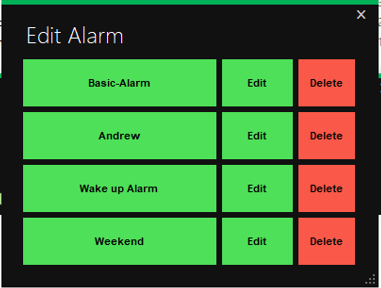 Edit Alarm
Basic-Alarm Edit Delete
Andrew Edit Delete
Wake up Alarm Edit Delete
Weekend Edit Delete